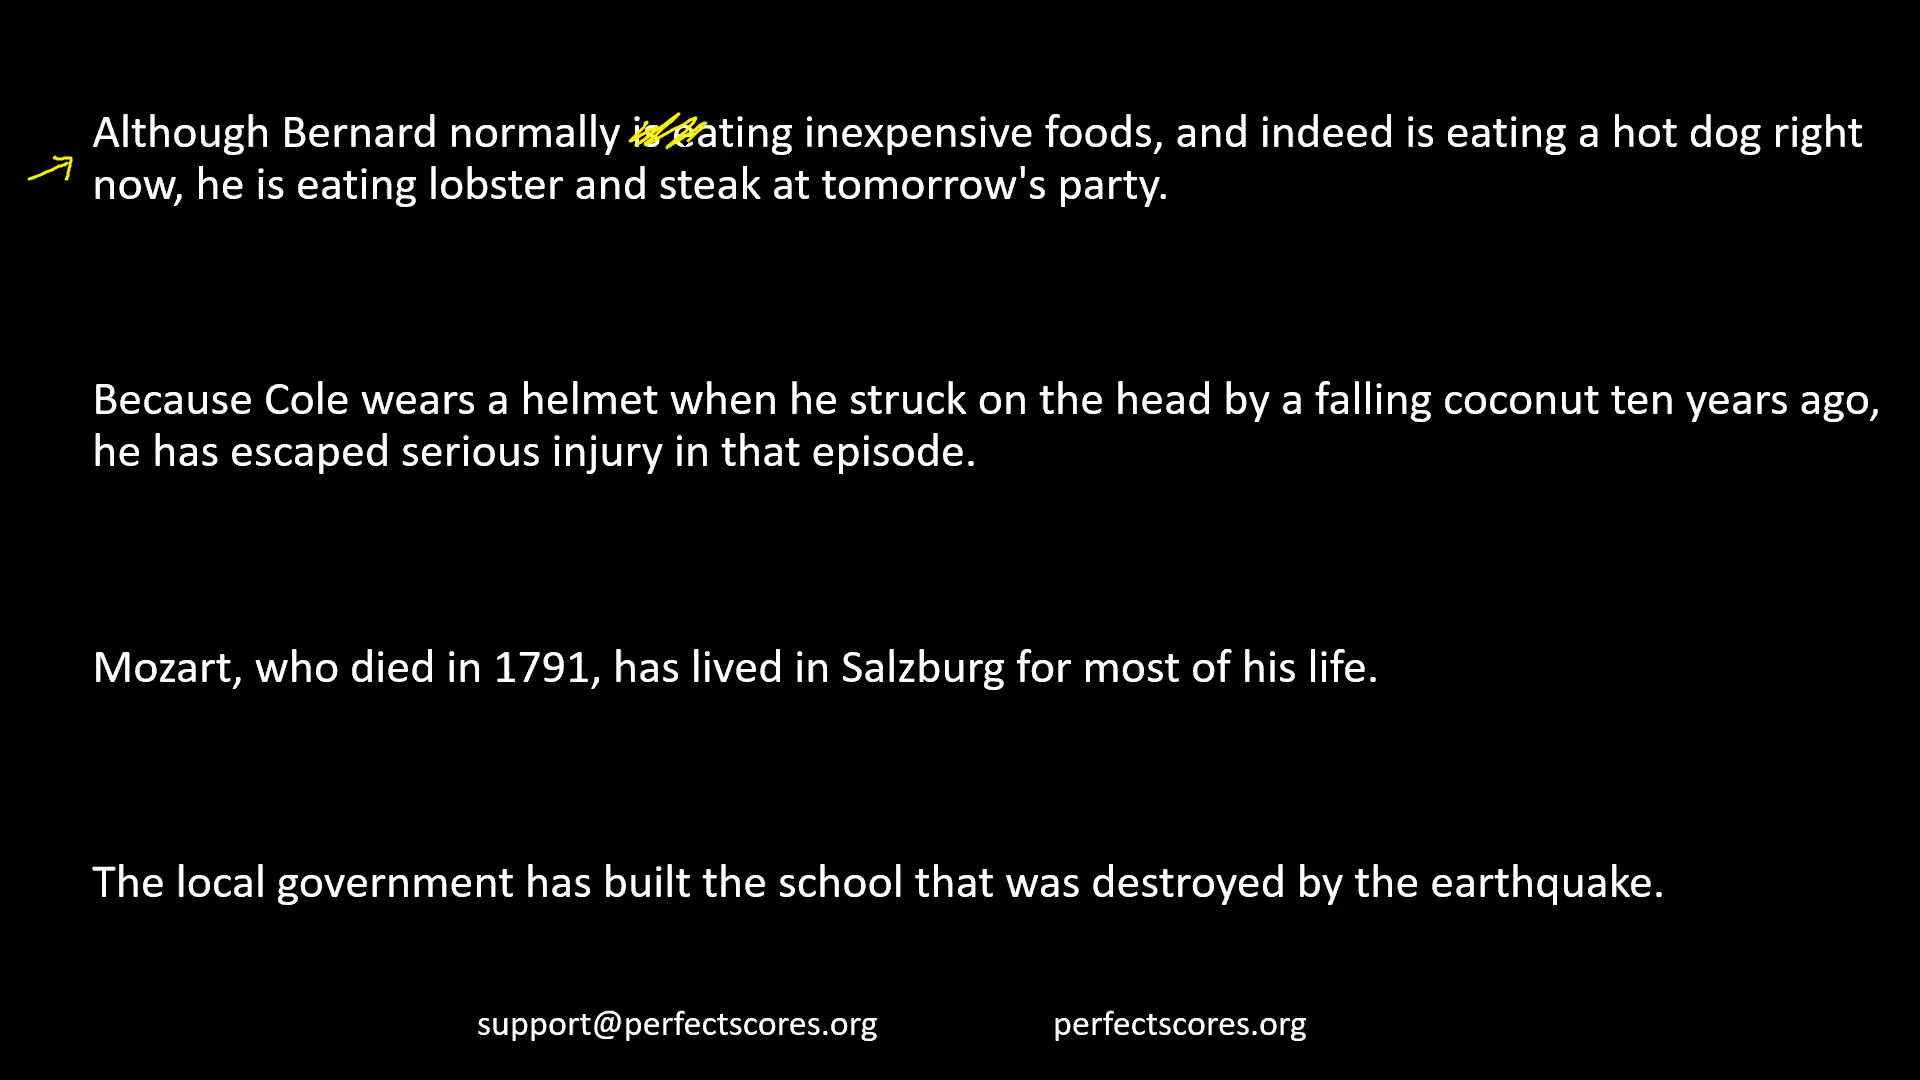 Although Bernard normally is eating inexpensive foods, and indeed is eating a hot dog right
now, he is eating lobster and steak at tomorrow's party.
Because Cole wears a helmet when he struck on the head by a falling coconut ten years ago,
he has escaped serious injury in that episode.
Mozart, who died in 1791, has lived in Salzburg for most of his life.
The local government has built the school that was destroyed by the earthquake.
support@perfectscores.org perfectscores.org